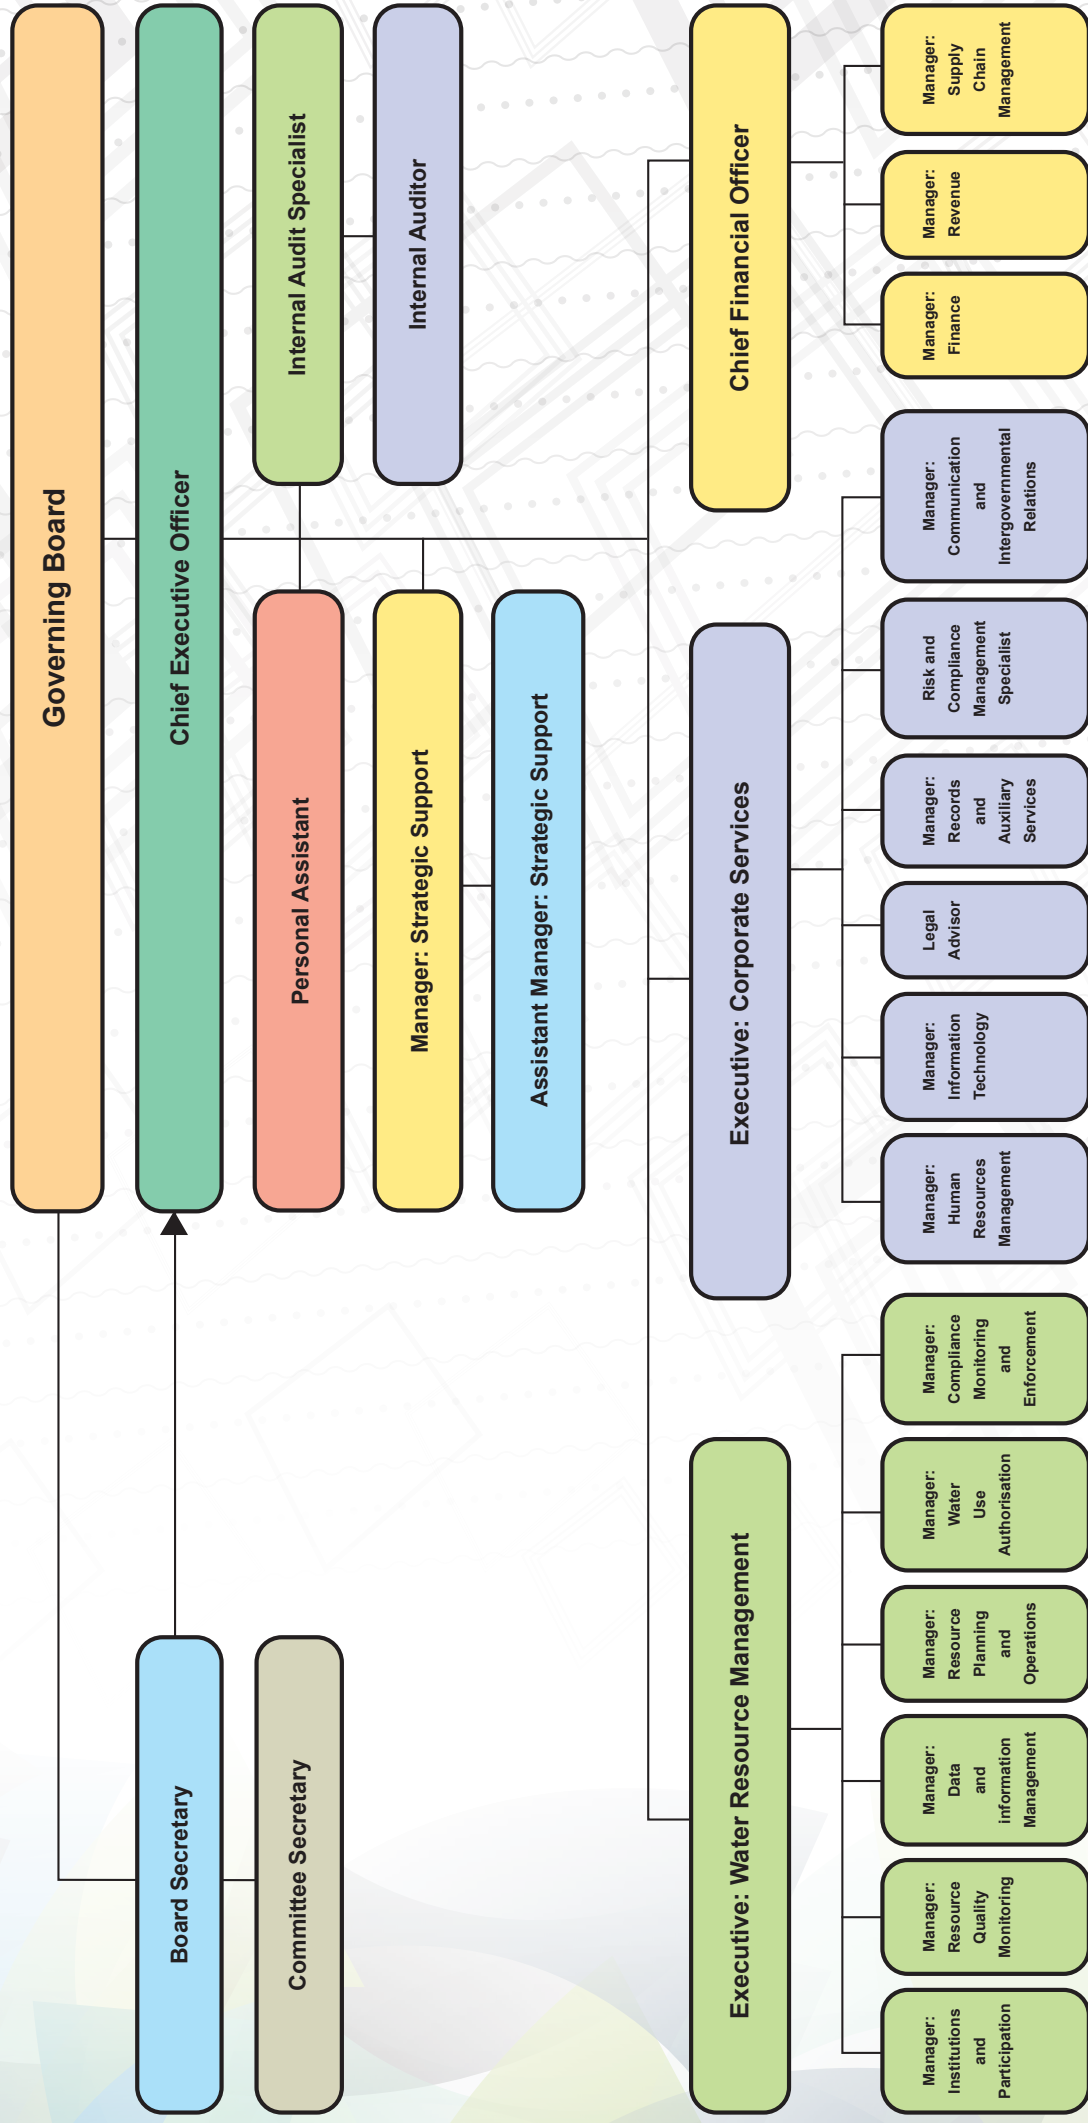 Governing Board
Board Secretary
Chief Executive Officer
Committee Secretary
Personal Assistant
Internal Audit Specialist
Manager: Strategic Support
Internal Auditor
Assistant Manager: Strategic Support
Executive: Water Resource Management
Executive: Corporate Services
Chief Financial Officer
Manager:
Institutions
and
Participation
Manager:
Resource
Quality
Monitoring
Manager:
Data
and
information
Management
Manager:
Resource
Planning
and
Operations
Manager:
Water
Use
Authorisation
Manager:
Compliance
Monitoring
and
Enforcement
Manager:
Human
Resources
Management
Manager:
Information
Technology
Legal
Advisor
Manager:
Records
and
Auxiliary
Services
Risk and
Compliance
Management
Specialist
Manager:
Communication
and
Intergovernmental
Relations
Manager:
Finance
Manager:
Revenue
Manager:
Supply
Chain
Management